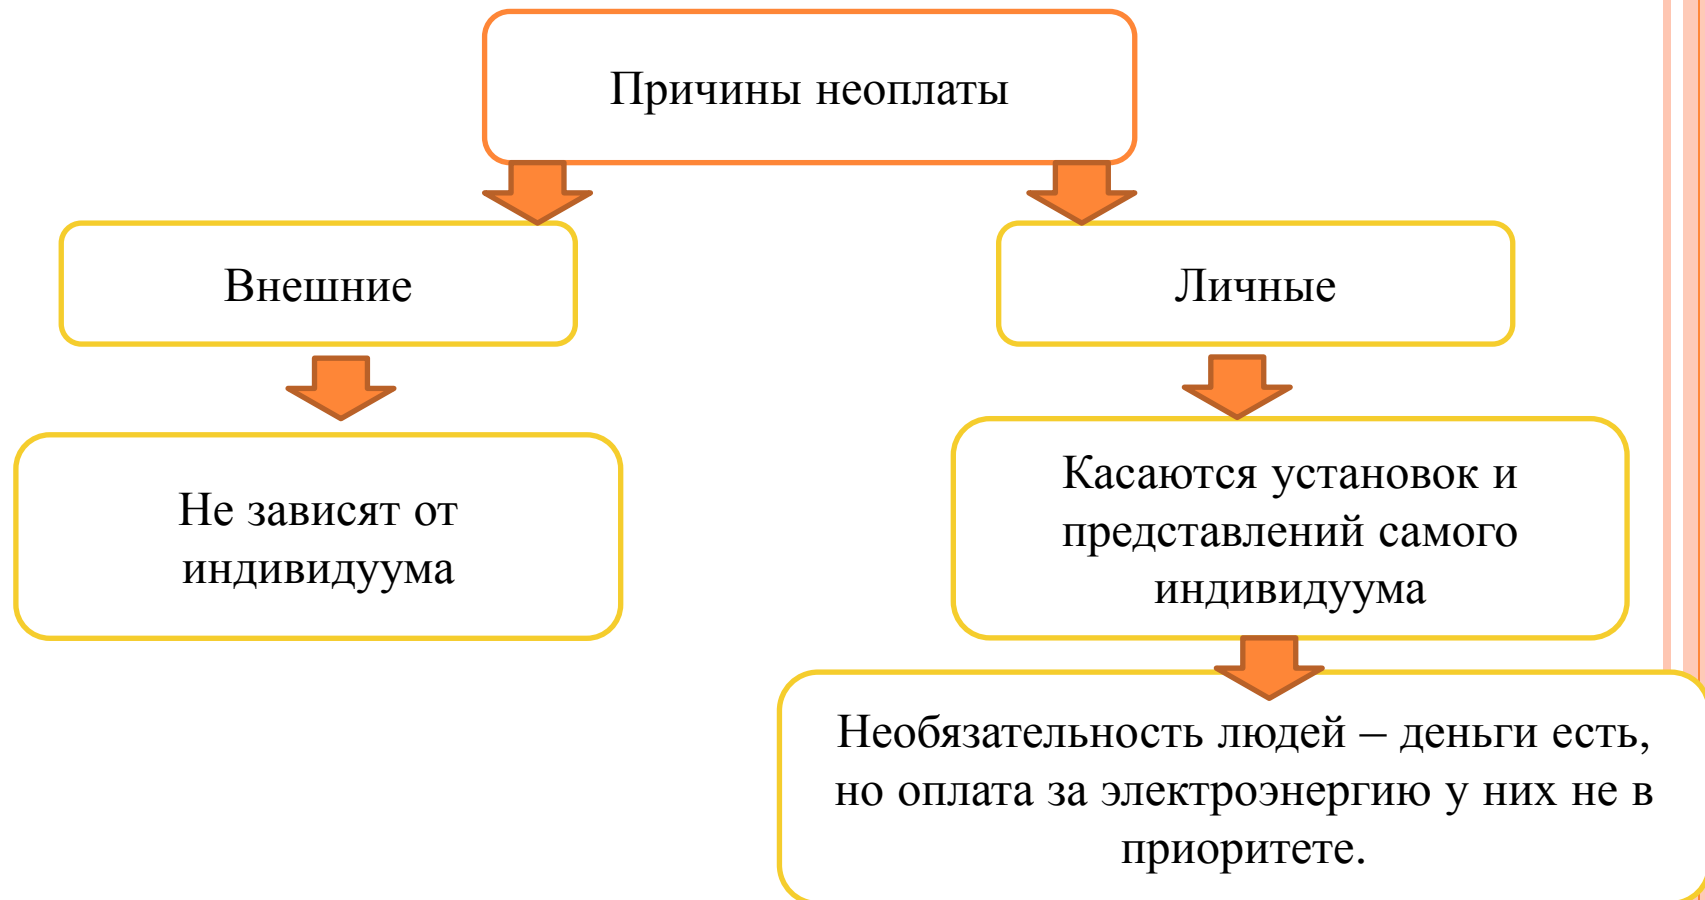 Причины неоплаты
Внешние
Личные
Не зависят от
индивидуума
Касаются установок и
представлений самого
индивидуума
Необязательность людей – деньги есть,
но оплата за электроэнергию у них не в
приоритете.